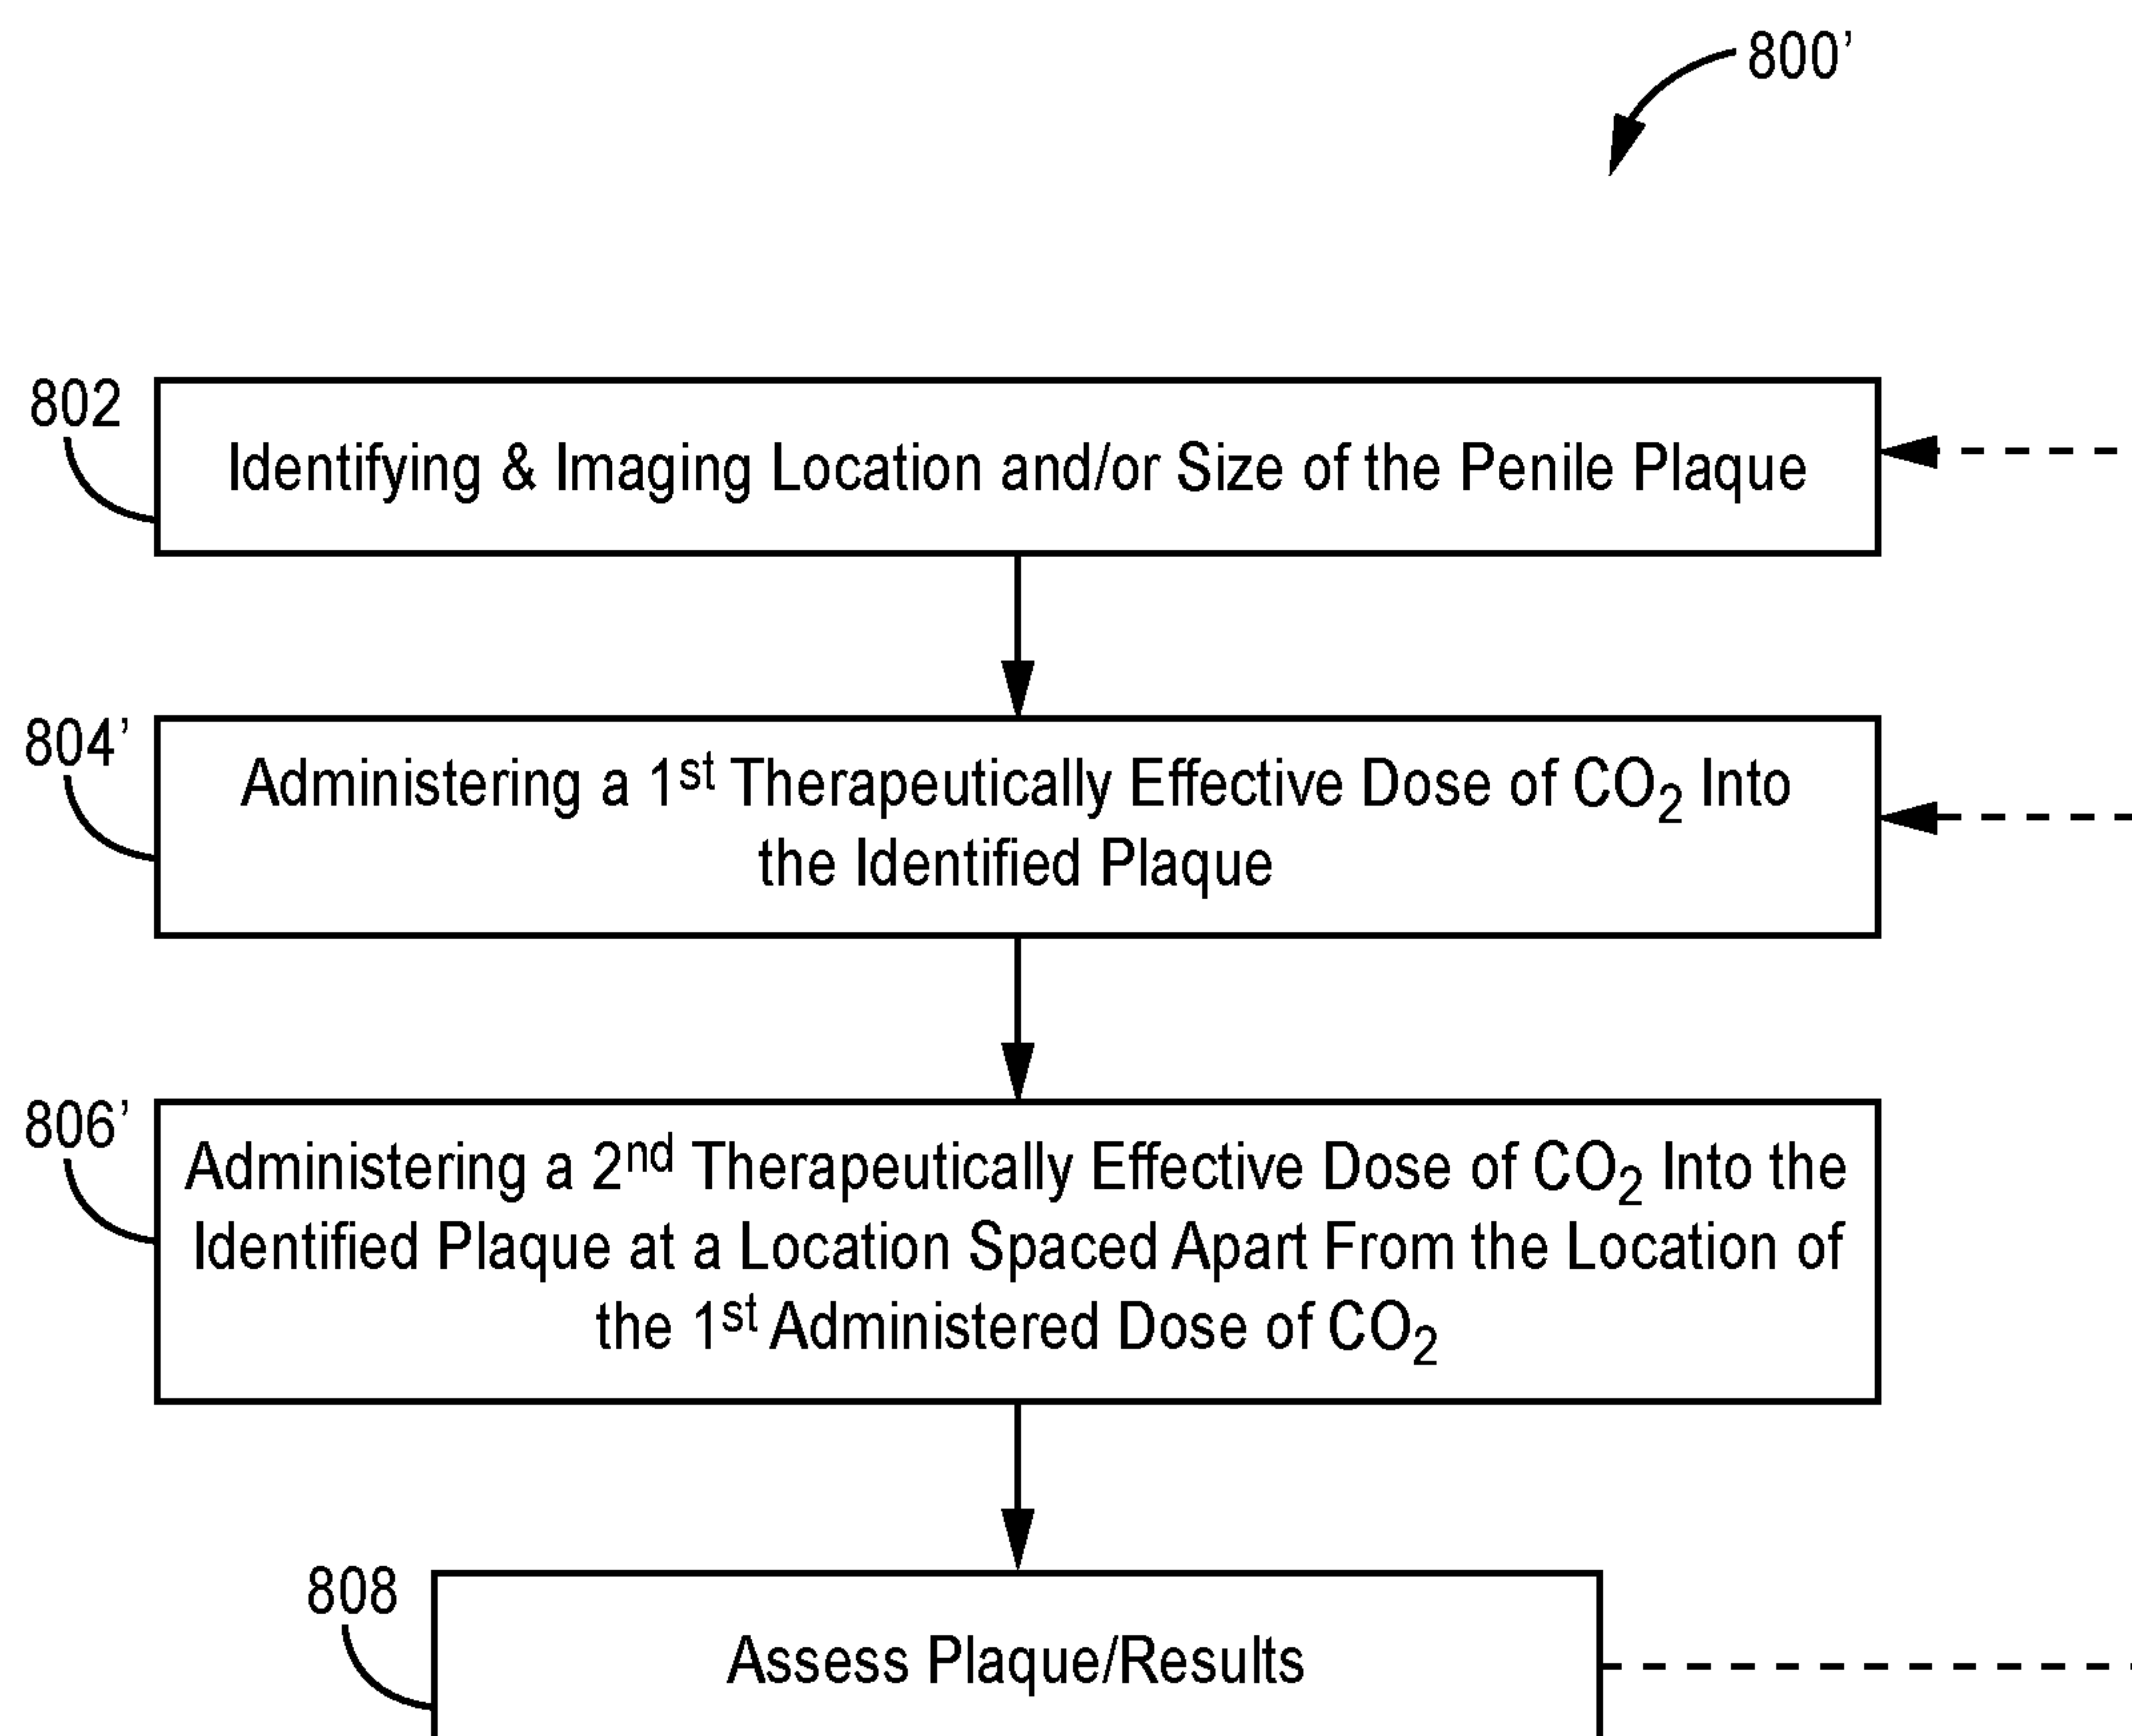 800’
802
Identifying & Imaging Location and/or Size of the Penile Plaque
804’
Administering a 1st Therapeutically Effective Dose of CO2 Into
the Identified Plaque
806’
Administering a 2nd Therapeutically Effective Dose of CO2 Into the
Identified Plaque at a Location Spaced Apart From the Location of
the 1st Administered Dose of CO2
808
Assess Plaque/Results